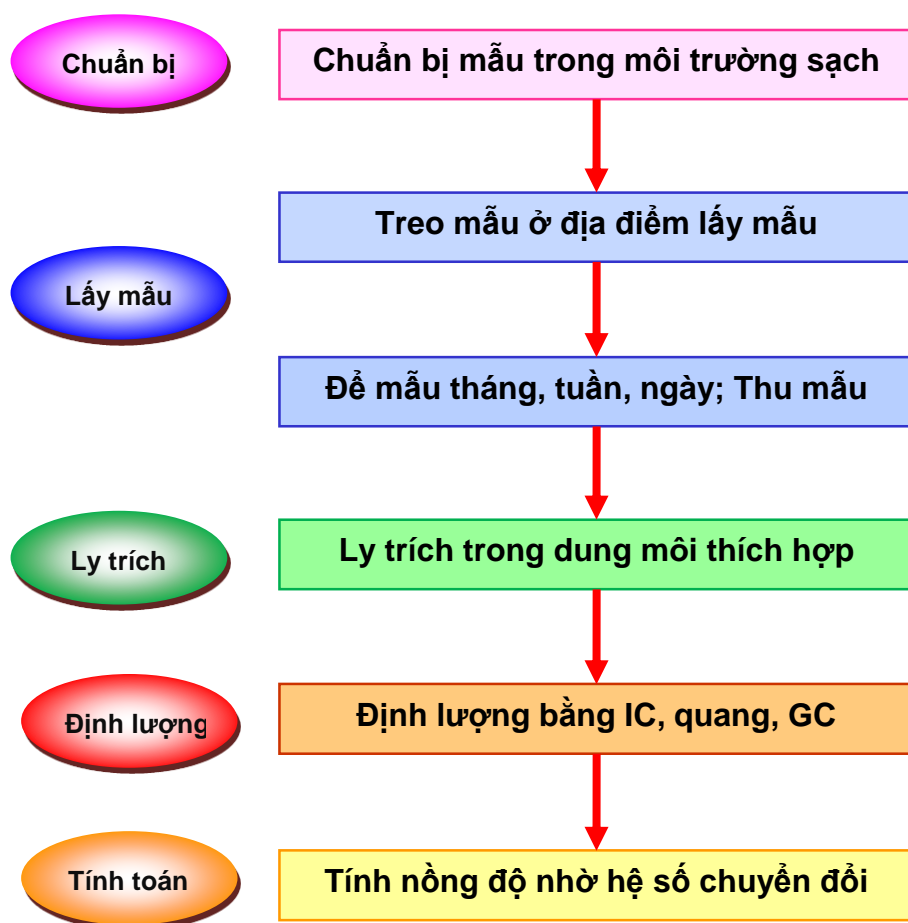 Chuẩn bị
Chuẩn bị mẫu trong môi trường sạch
Treo mẫu ở địa điểm lấy mẫu
Lấy mẫu
Để mẫu tháng, tuần, ngày; Thu mẫu
Ly trích
Ly trích trong dung môi thích hợp
Định lượng
Định lượng bằng IC, quang, GC
Tính toán
Tính nồng độ nhờ hệ số chuyển đổi